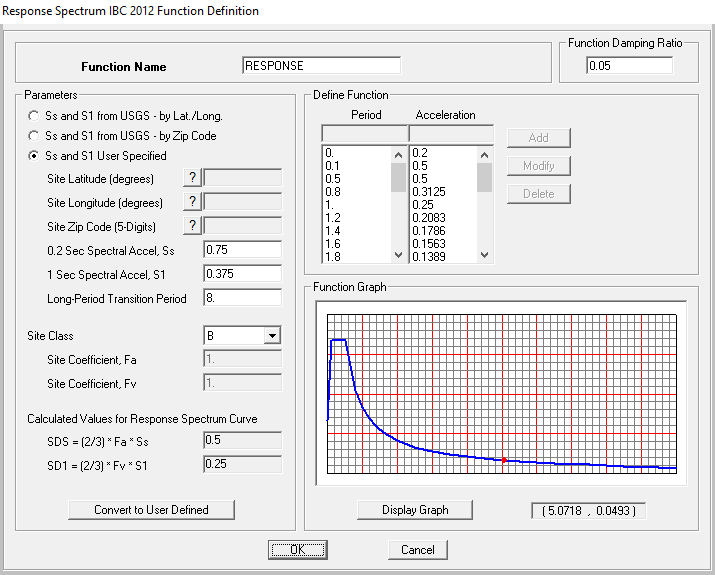 Response Spectrum IBC 2012 Function Definition
Function Name
RESPONSE
Function Damping Ratio
0.05
Parameters
Ss and S1 from USGS - by Lat./Long.
Ss and S1 from USGS - by Zip Code
Ss and S1 User Specified
Site Latitude (degrees) ?
Site Longitude (degrees) ?
Site Zip Code (5-Digits) ?
0.2 Sec Spectral Accel, Ss 0.75
1 Sec Spectral Accel, S1 0.375
Long-Period Transition Period 8.
Site Class B
Site Coefficient, Fa 1.
Site Coefficient, Fv 1.
Calculated Values for Response Spectrum Curve
SDS = (2/3) * Fa * Ss 0.5
SD1 = (2/3) * Fv * S1 0.25
Convert to User Defined
Define Function
Period Acceleration
0. 0.2
0.1 0.5
0.5 0.5
0.8 0.3125
1. 0.25
1.2 0.2083
1.4 0.1786
1.6 0.1563
1.8 0.1389
Add
Modify
Delete
Function Graph
Display Graph
( 5.0718 , 0.0493 )
OK
Cancel